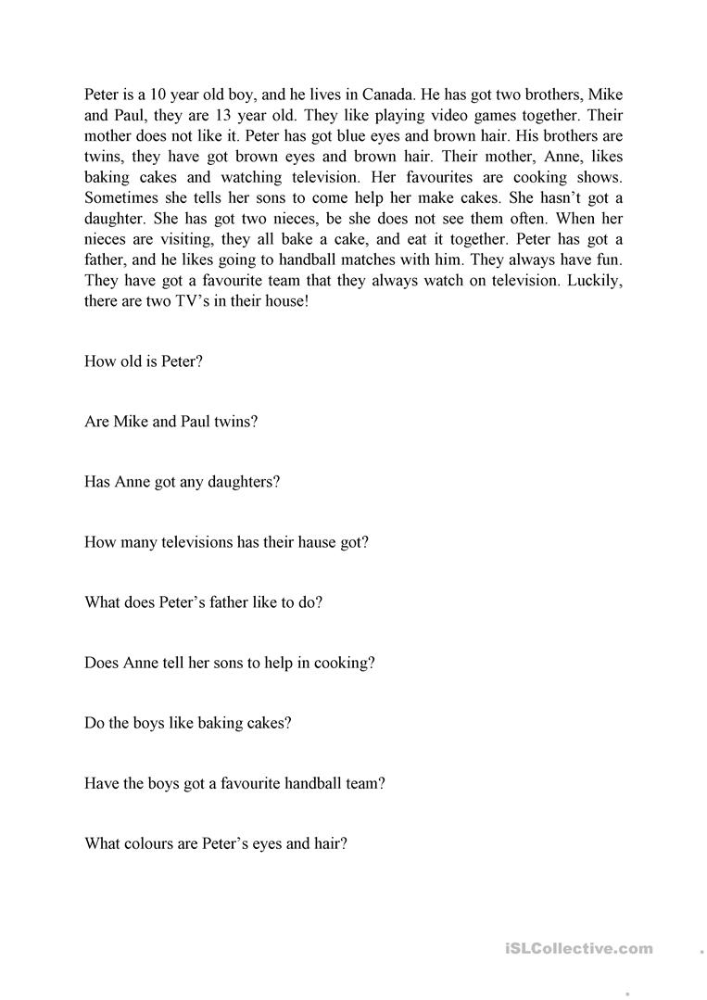 Peter is a 10 year old boy, and he lives in Canada. He has got two brothers, Mike
and Paul, they are 13 year old. They like playing video games together. Their
mother does not like it. Peter has got blue eyes and brown hair. His brothers are
twins, they have got brown eyes and brown hair. Their mother, Anne, likes
baking cakes and watching television. Her favourites are cooking shows.
Sometimes she tells her sons to come help her make cakes. She hasn’t got a
daughter. She has got two nieces, be she does not see them often. When her
nieces are visiting, they all bake a cake, and eat it together. Peter has got a
father, and he likes going to handball matches with him. They always have fun.
They have got a favourite team that they always watch on television. Luckily,
there are two TV’s in their house!
How old is Peter?
Are Mike and Paul twins?
Has Anne got any daughters?
How many televisions has their hause got?
What does Peter’s father like to do?
Does Anne tell her sons to help in cooking?
Do the boys like baking cakes?
Have the boys got a favourite handball team?
What colours are Peter’s eyes and hair?
iSLCollective.com